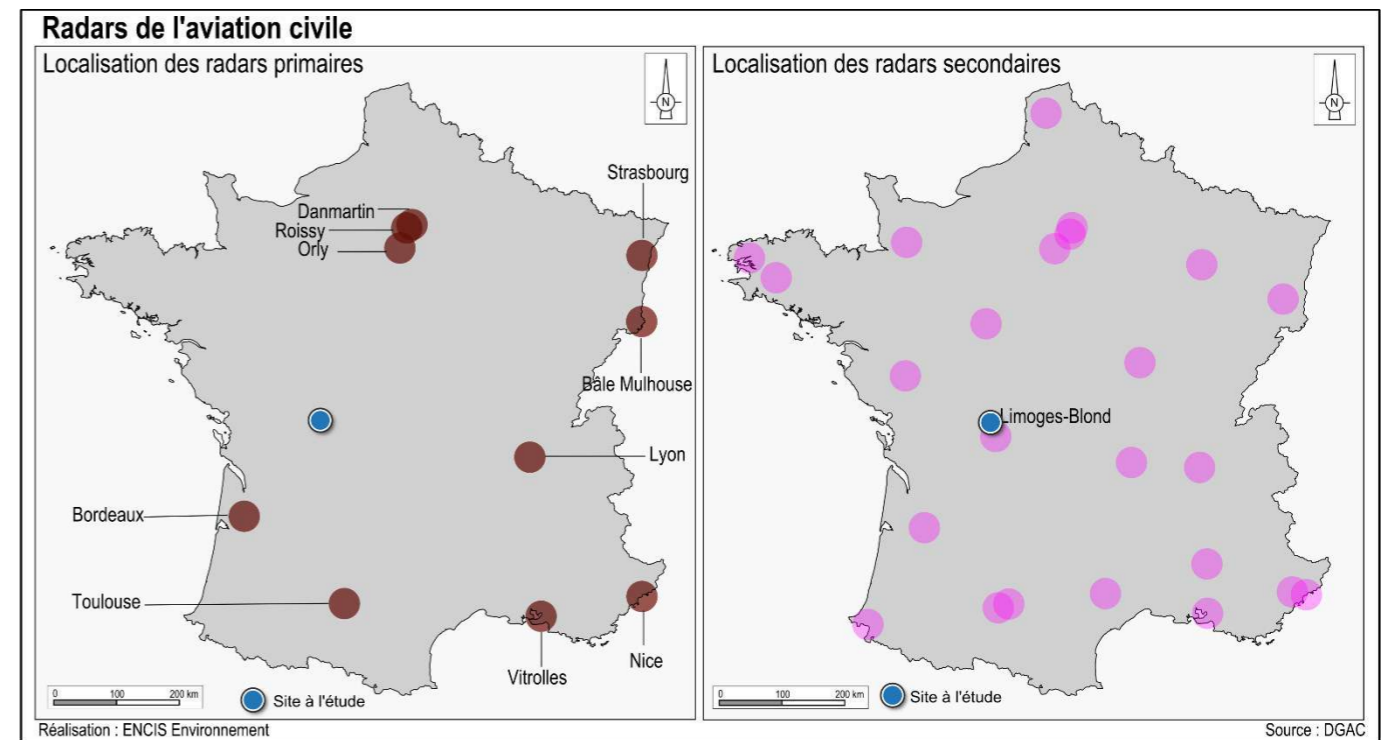 Radars de l'aviation civile
Localisation des radars primaires
N
Strasbourg
Danmartin
Roissy
Orly
Bâle Mulhouse
Lyon
Bordeaux
Toulouse
Nice
Vitrolles
0 100 200 km
Site à l'étude
Localisation des radars secondaires
N
Limoges-Blond
0 100 200 km
Site à l'étude
Réalisation : ENCIS Environnement
Source : DGAC